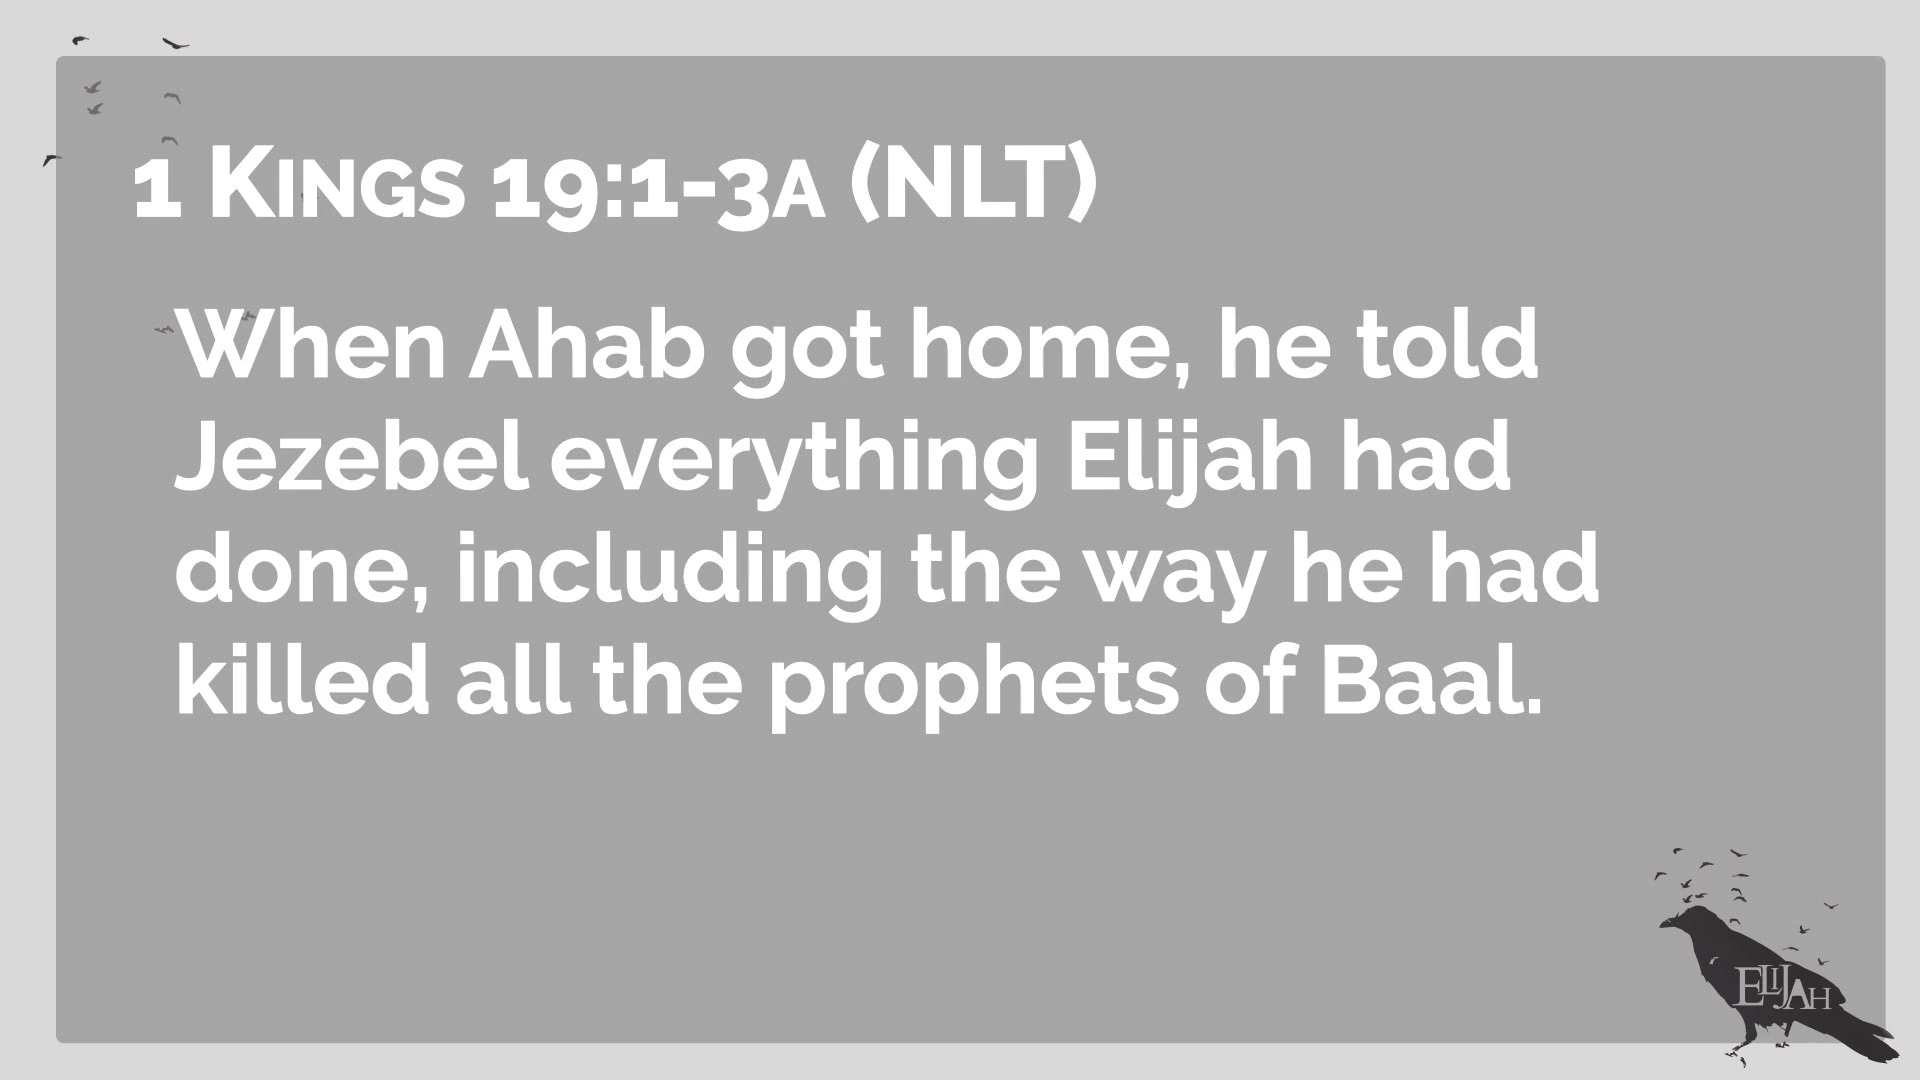 1 KINGS 19:1-3A (NLT)
When Ahab got home, he told
Jezebel everything Elijah had
done, including the way he had
killed all the prophets of Baal.
ELIJAH